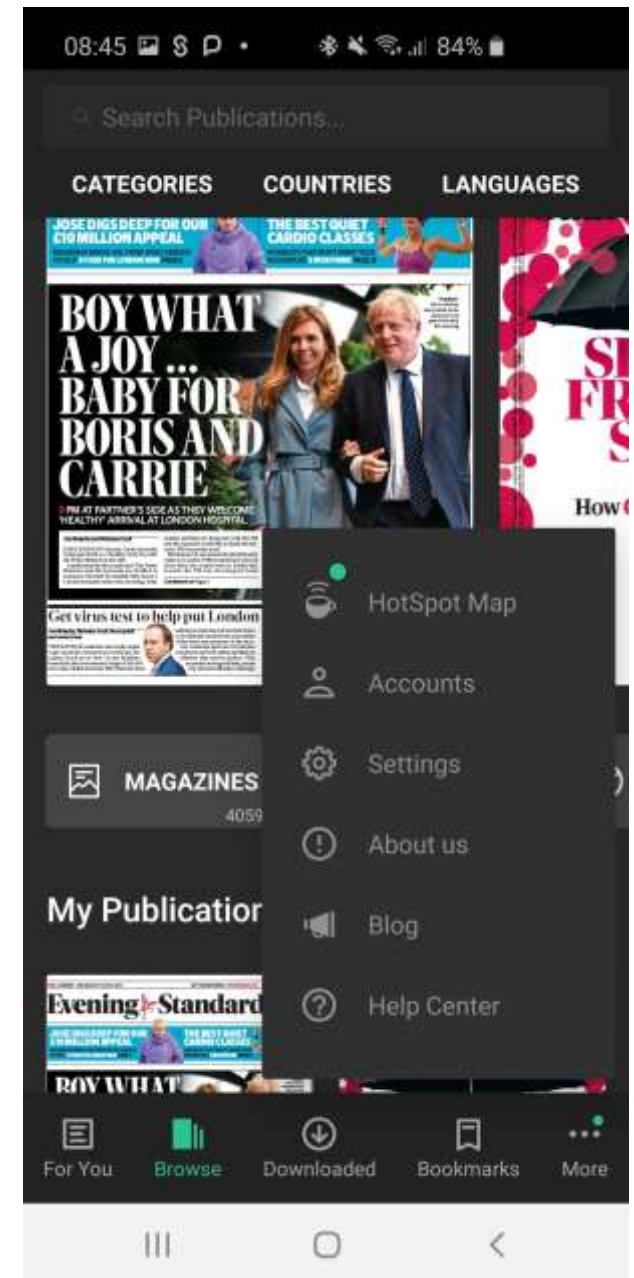 08:45
84%
Search Publications...
CATEGORIES COUNTRIES LANGUAGES
JOSE DIGS DEEP FOR OUR
£10 MILLION APPEAL
THE BEST QUIET
CARDIO CLASSES
BOY WHAT
A JOY ...
BABY FOR
BORIS AND
CARRIE
PM AT PARTNER'S SIDE AS THEY WELCOME
'HEALTHY' ARRIVAL AT LONDON HOSPITAL
Get virus test to help put London
How
HotSpot Map
Accounts
Settings
About us
Blog
Help Center
MAGAZINES
4059
My Publication
Evening Standard
BOY WHAT
For You
Browse
Downloaded
Bookmarks
More